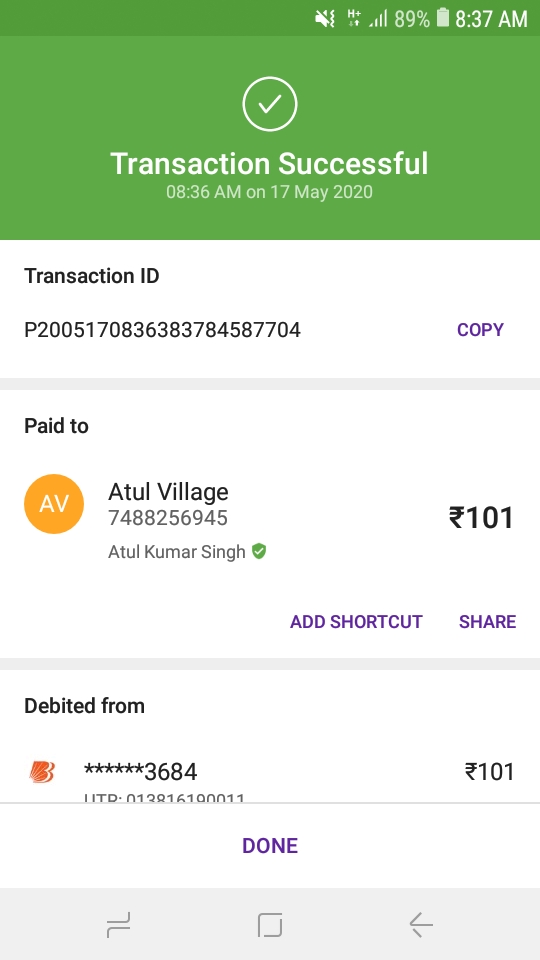 H+ 89% 8:37 AM
Transaction Successful
08:36 AM on 17 May 2020
Transaction ID
P2005170836383784587704 COPY
Paid to
AV
Atul Village
7488256945
₹101
Atul Kumar Singh
ADD SHORTCUT SHARE
Debited from
******3684 ₹101
UTR: 013816190011
DONE